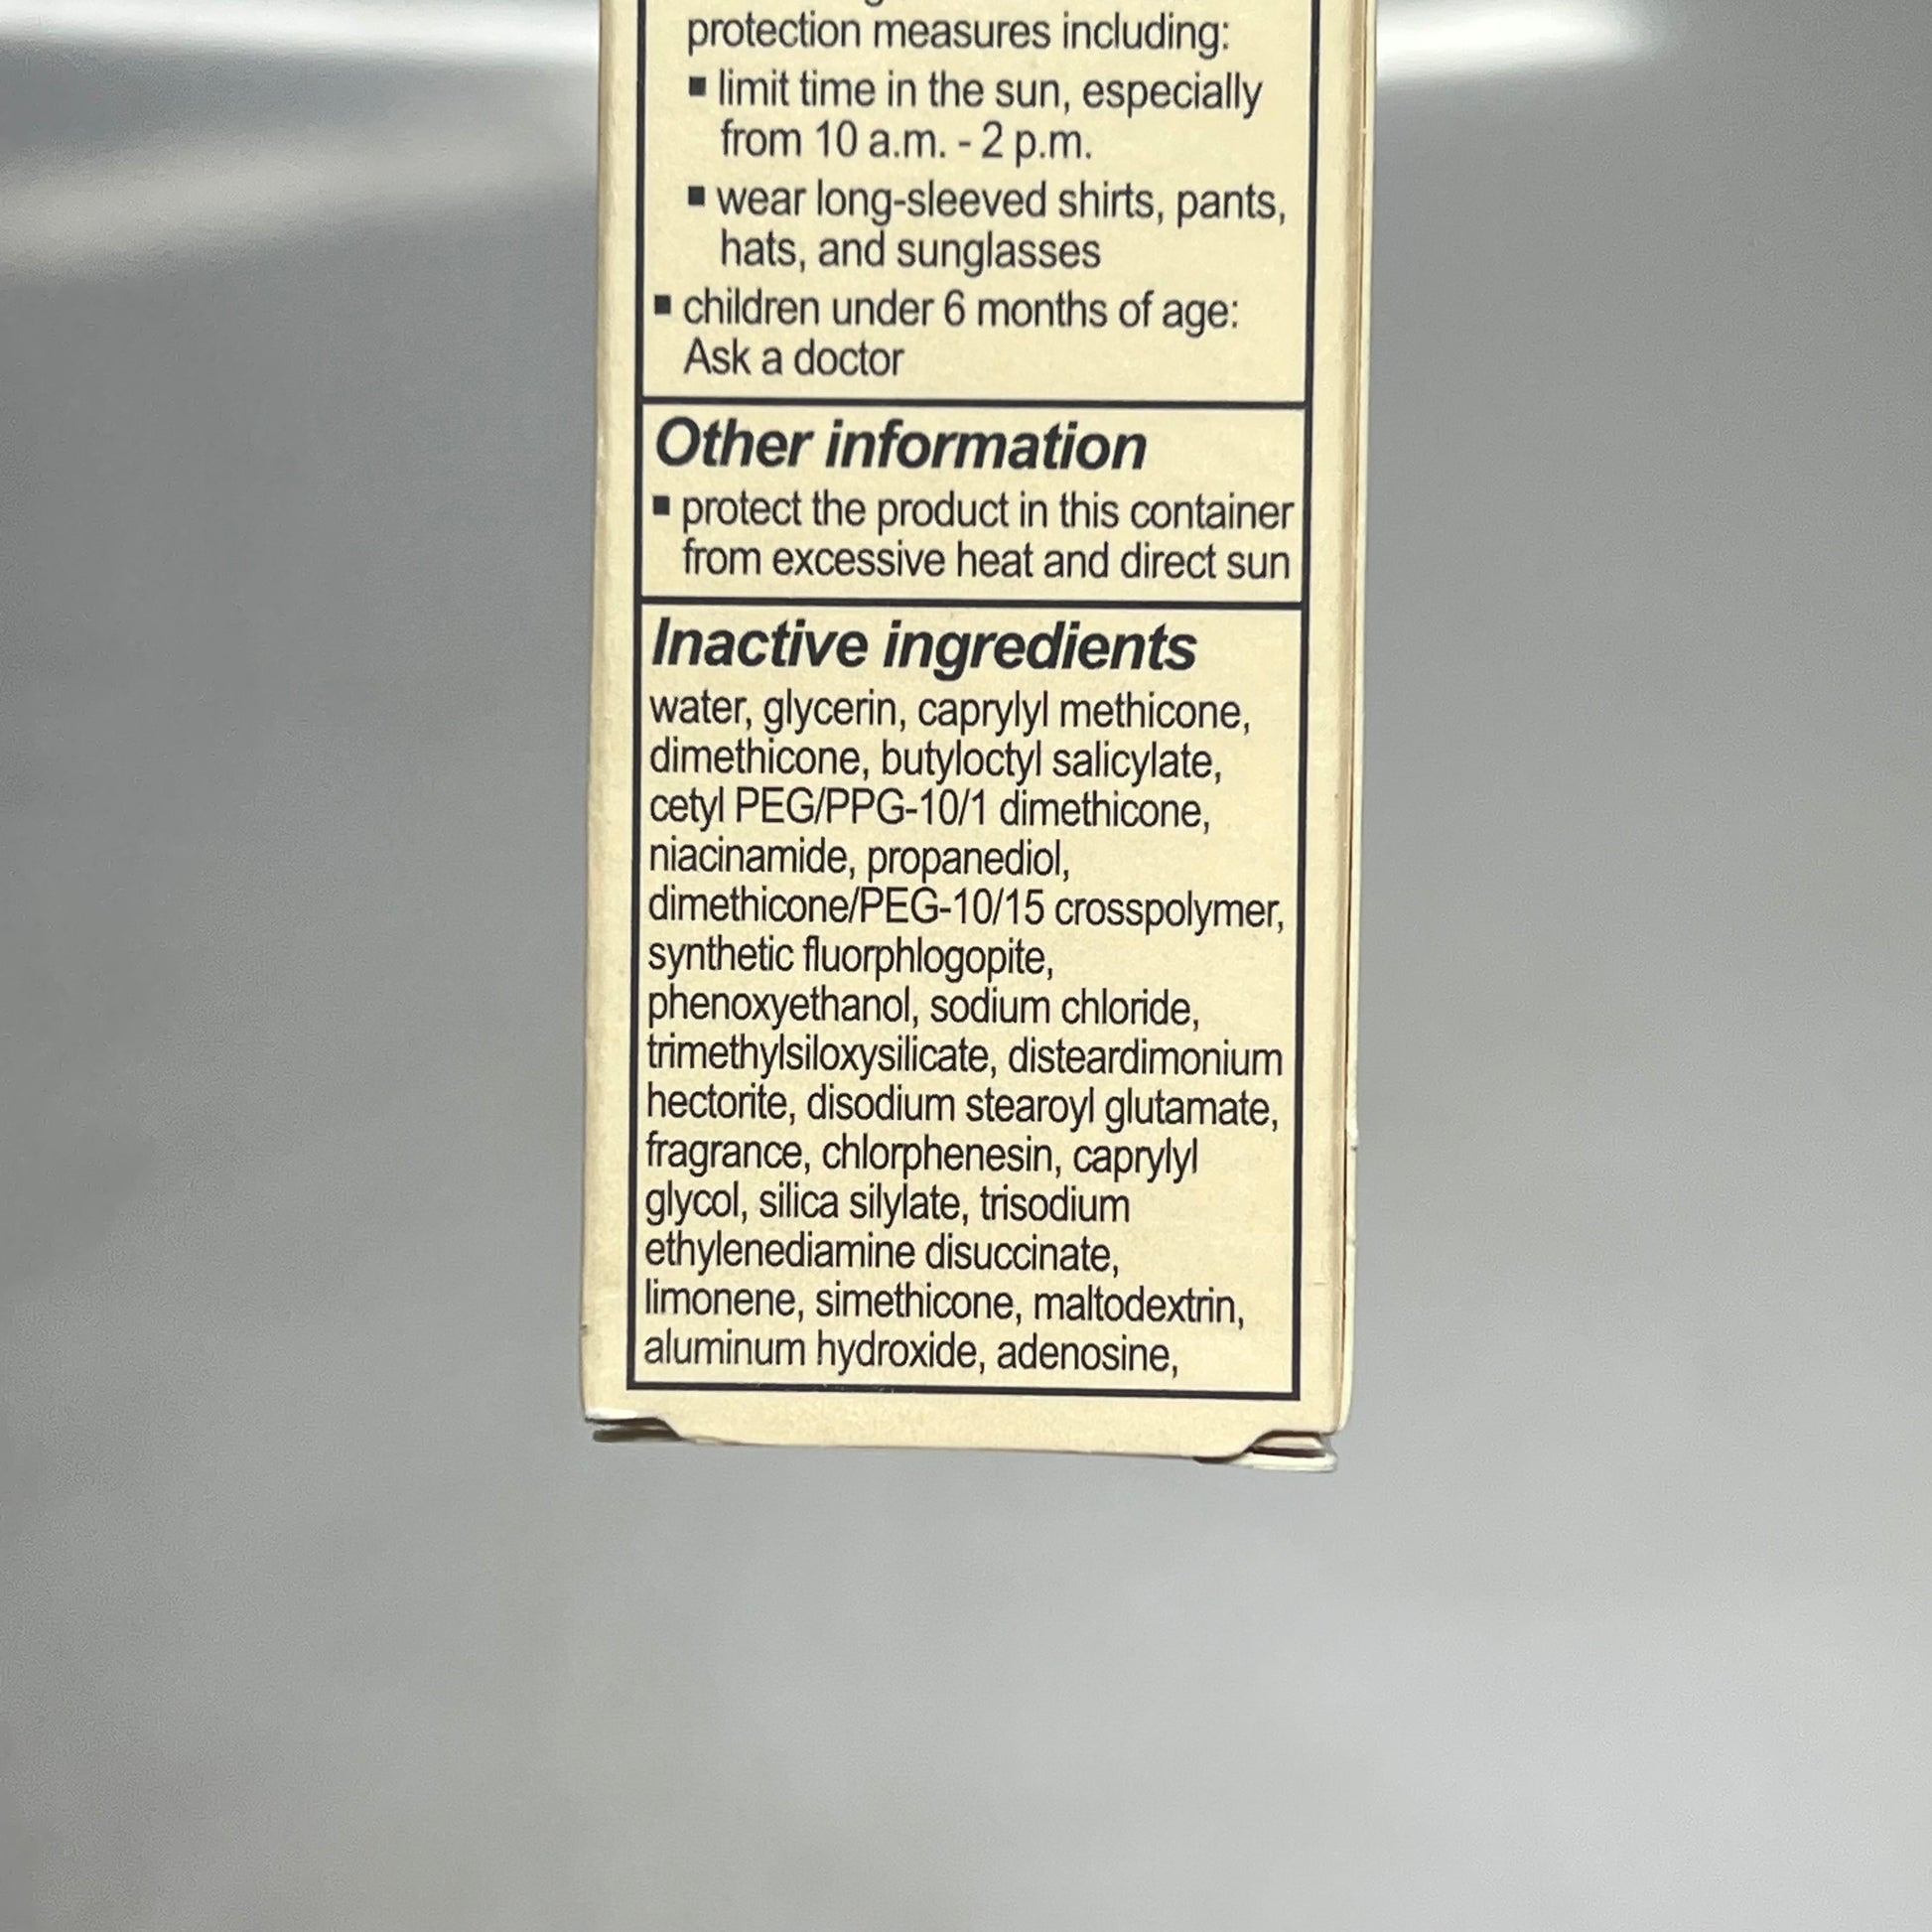 protection measures including:
▪ limit time in the sun, especially
from 10 a.m. - 2 p.m.
▪ wear long-sleeved shirts, pants,
hats, and sunglasses
▪ children under 6 months of age:
Ask a doctor
Other information
▪ protect the product in this container
from excessive heat and direct sun
Inactive ingredients
water, glycerin, caprylyl methicone,
dimethicone, butyloctyl salicylate,
cetyl PEG/PPG-10/1 dimethicone,
niacinamide, propanediol,
dimethicone/PEG-10/15 crosspolymer,
synthetic fluorphlogopite,
phenoxyethanol, sodium chloride,
trimethylsiloxysilicate, disteardimonium
hectorite, disodium stearoyl glutamate,
fragrance, chlorphenesin, caprylyl
glycol, silica silylate, trisodium
ethylenediamine disuccinate,
limonene, simethicone, maltodextrin,
aluminum hydroxide, adenosine,